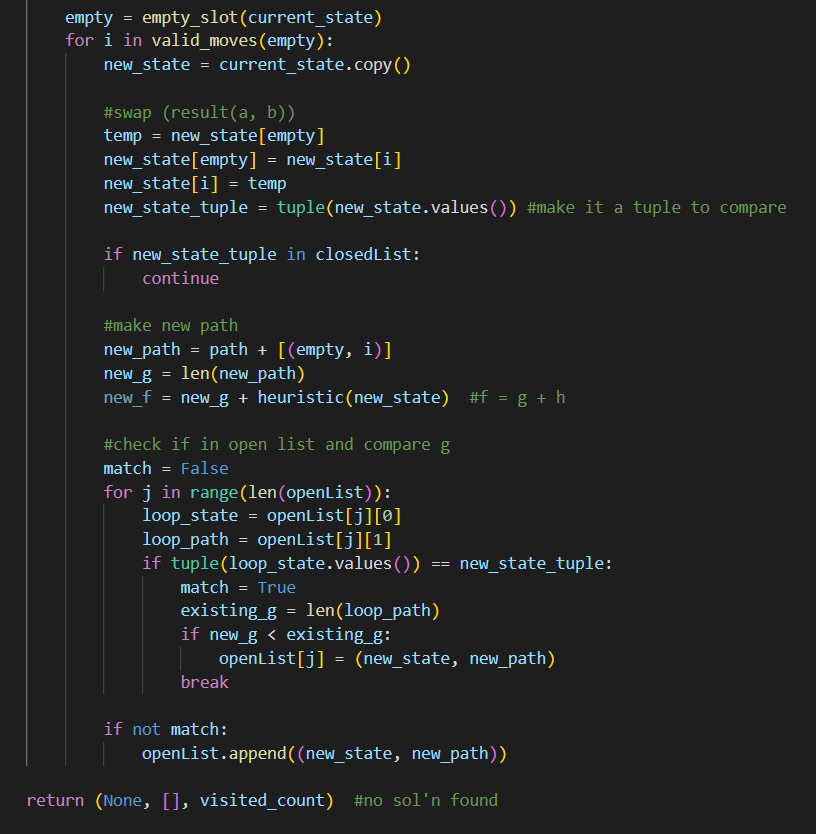 empty = empty_slot(current_state)
for i in valid_moves(empty):
new_state = current_state.copy()
#swap (result(a, b))
temp = new_state[empty]
new_state[empty] = new_state[i]
new_state[i] = temp
new_state_tuple = tuple(new_state.values()) #make it a tuple to compare
if new_state_tuple in closedList:
continue
#make new path
new_path = path + [(empty, i)]
new_g = len(new_path)
new_f = new_g + heuristic(new_state)  #f = g + h
#check if in open list and compare g
match = False
for j in range(len(openList)):
loop_state = openList[j][0]
loop_path = openList[j][1]
if tuple(loop_state.values()) == new_state_tuple:
match = True
existing_g = len(loop_path)
if new_g < existing_g:
openList[j] = (new_state, new_path)
break
if not match:
openList.append((new_state, new_path))
return (None, [], visited_count)  #no sol'n found